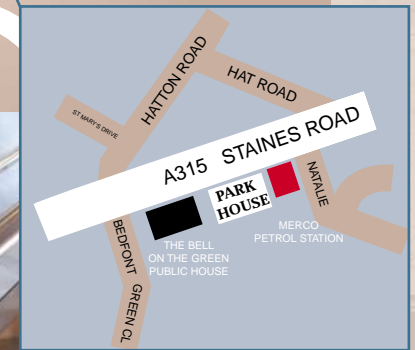 HATTON ROAD
HAT ROAD
ST MARY'S DRIVE
A315 STAINES ROAD
NATALIE
PARK
HOUSE
BEDFONT GREEN CL
THE BELL
ON THE GREEN
PUBLIC HOUSE
MERCO
PETROL STATION